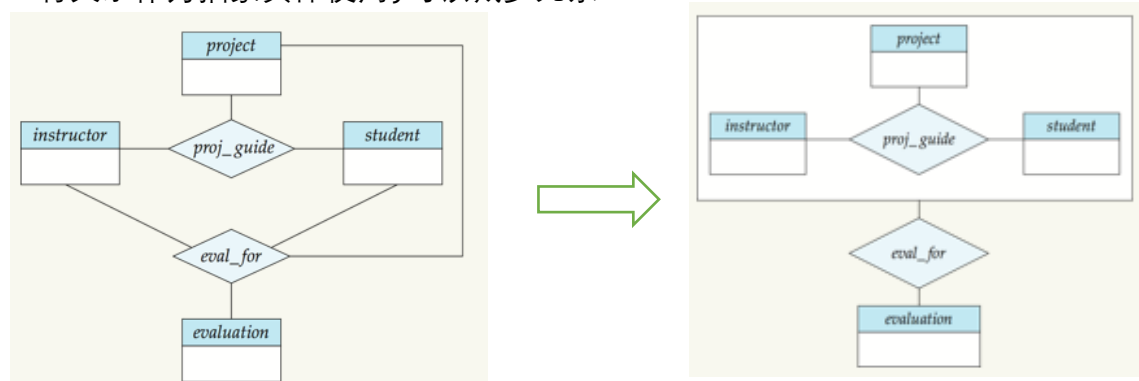 project
instructor
proj_guide
student
eval_for
evaluation
project
instructor
proj_guide
student
eval_for
evaluation